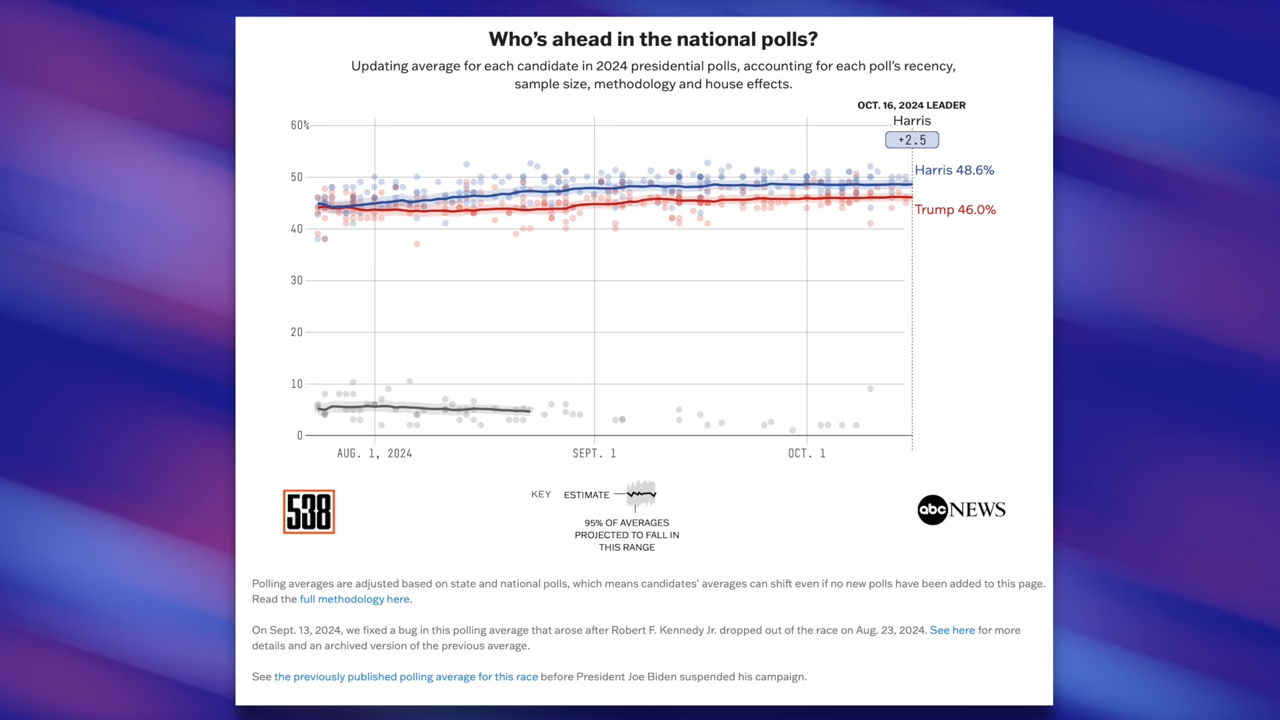 Who's ahead in the national polls?
Updating average for each candidate in 2024 presidential polls, accounting for each poll's recency,
sample size, methodology and house effects.
OCT. 16, 2024 LEADER
Harris
+2.5
60%
50
40
30
20
10
0
Harris 48.6%
Trump 46.0%
AUG. 1, 2024
SEPT. 1
OCT. 1
538
KEY
ESTIMATE
95% OF AVERAGES
PROJECTED TO FALL IN
THIS RANGE
abc NEWS
Polling averages are adjusted based on state and national polls, which means candidates' averages can shift even if no new polls have been added to this page.
Read the full methodology here.
On Sept. 13, 2024, we fixed a bug in this polling average that arose after Robert F. Kennedy Jr. dropped out of the race on Aug. 23, 2024. See here for more
details and an archived version of the previous average.
See the previously published polling average for this race before President Joe Biden suspended his campaign.